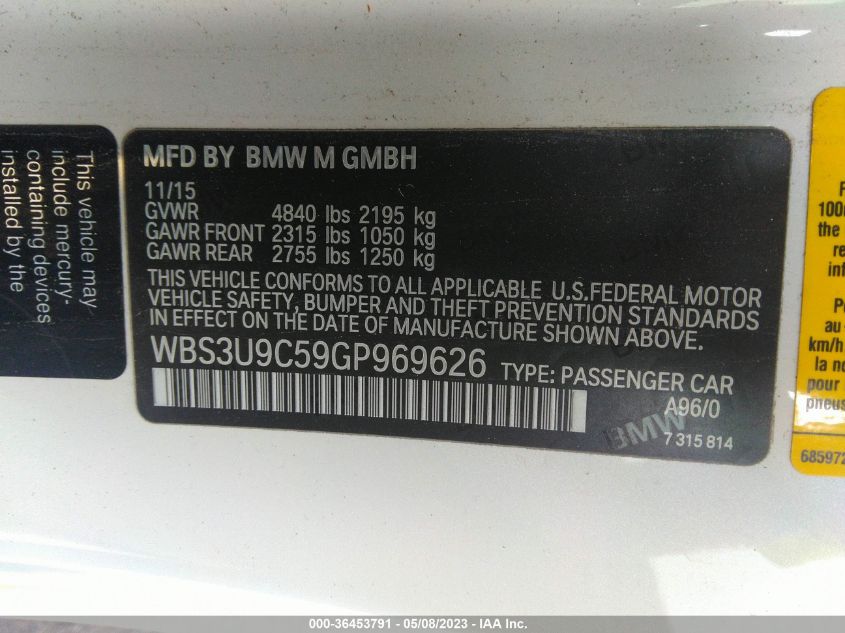 This vehicle may
include mercury-
containing devices
installed by the
MFD BY BMW M GMBH
11/15
GVWR 4840 lbs 2195 kg
GAWR FRONT 2315 lbs 1050 kg
GAWR REAR 2755 lbs 1250 kg
THIS VEHICLE CONFORMS TO ALL APPLICABLE U.S.FEDERAL MOTOR
VEHICLE SAFETY, BUMPER AND THEFT PREVENTION STANDARDS
IN EFFECT ON THE DATE OF MANUFACTURE SHOWN ABOVE.
WBS3U9C59GP969626 TYPE: PASSENGER CAR
A96/0
BMW
7 315 814
100
the
re
inf
au
km/h
la no
pour
pneus
685972
000-36453791 - 05/08/2023 - IAA Inc.